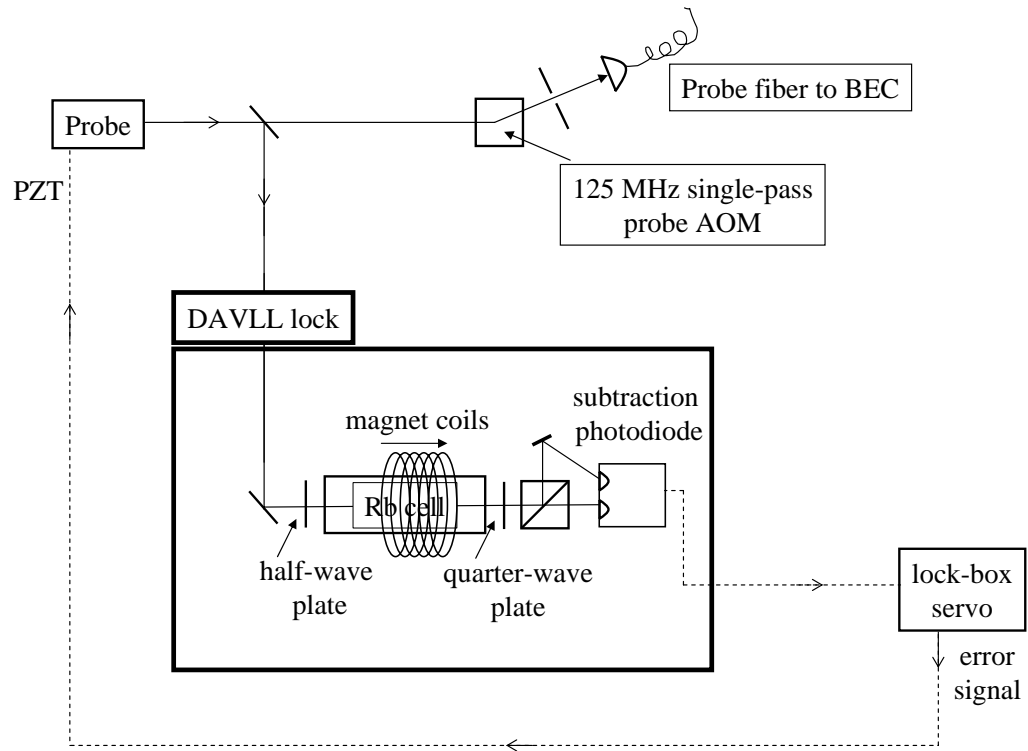 Probe fiber to BEC
Probe
PZT
125 MHz single-pass
probe AOM
DAVLL lock
subtraction
photodiode
magnet coils
Rb cell
half-wave
plate
quarter-wave
plate
lock-box
servo
error
signal